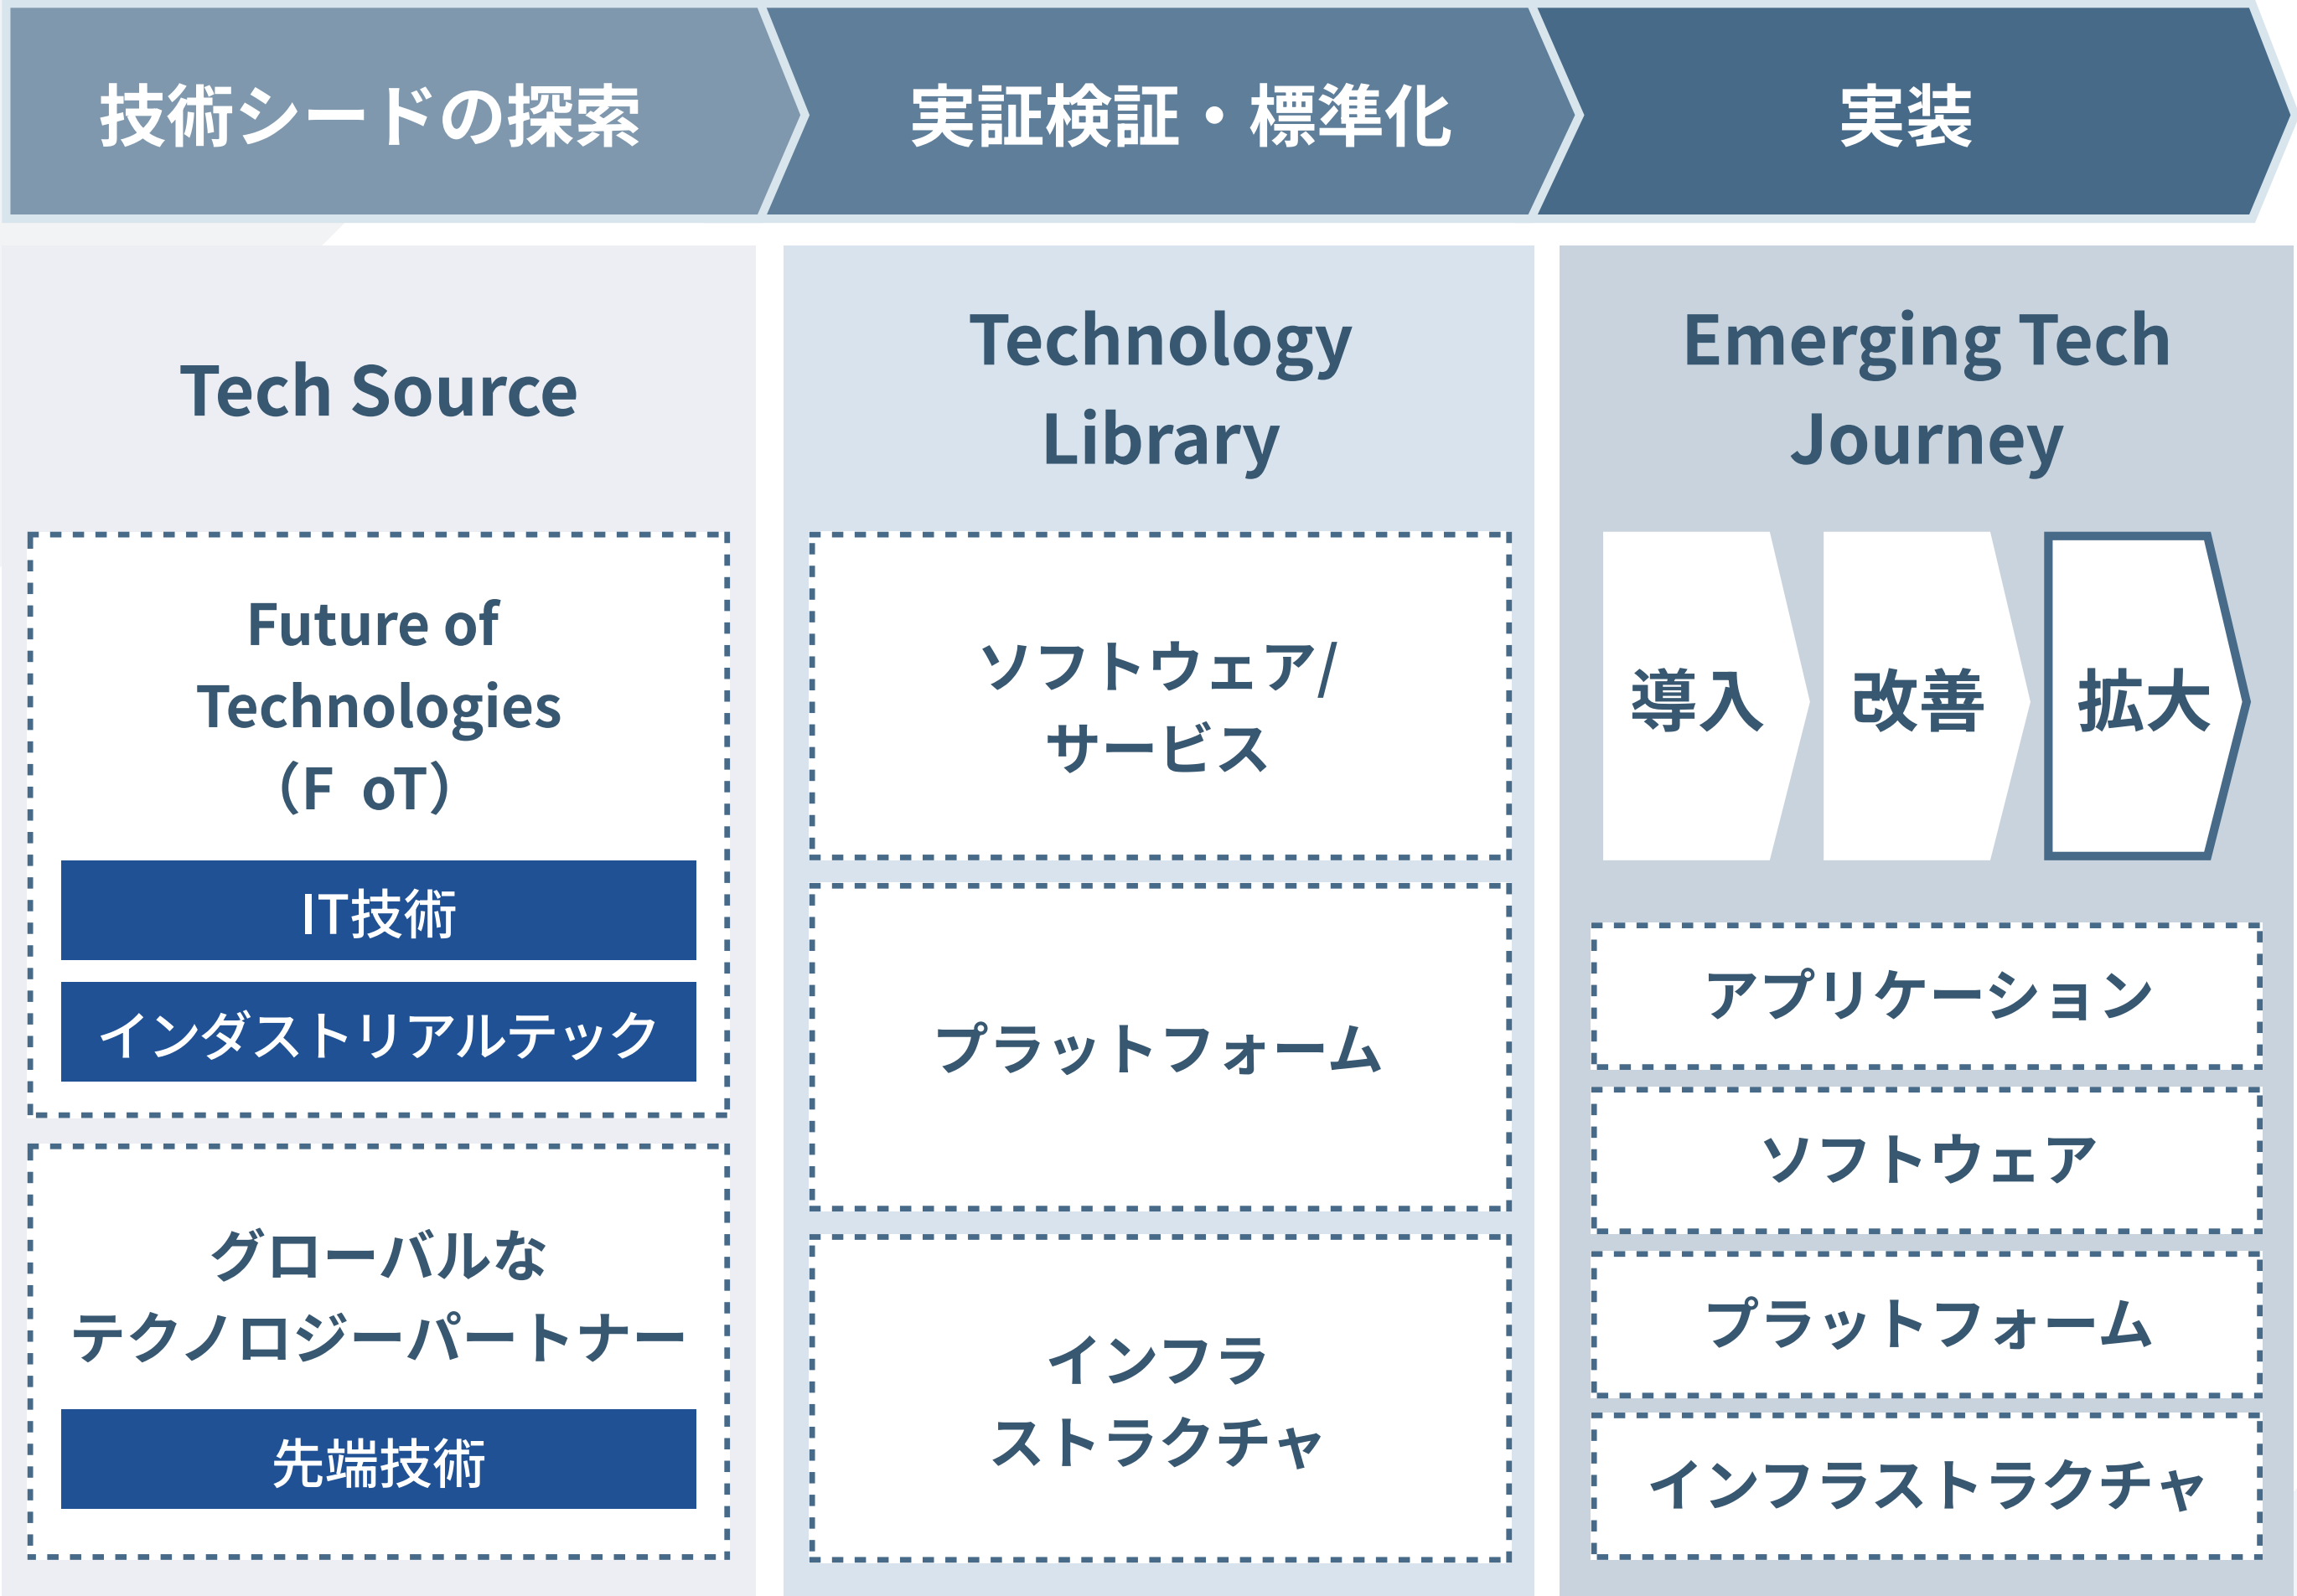 技術シードの探索
実証検証・標準化
実装
Tech Source
Future of
Technologies
（F oT）
IT技術
インダストリアルテック
グローバルな
テクノロジーパートナー
先端技術
Technology
Library
ソフトウェア/
サービス
プラットフォーム
インフラ
ストラクチャ
Emerging Tech
Journey
導入
改善
拡大
アプリケーション
ソフトウェア
プラットフォーム
インフラストラクチャ